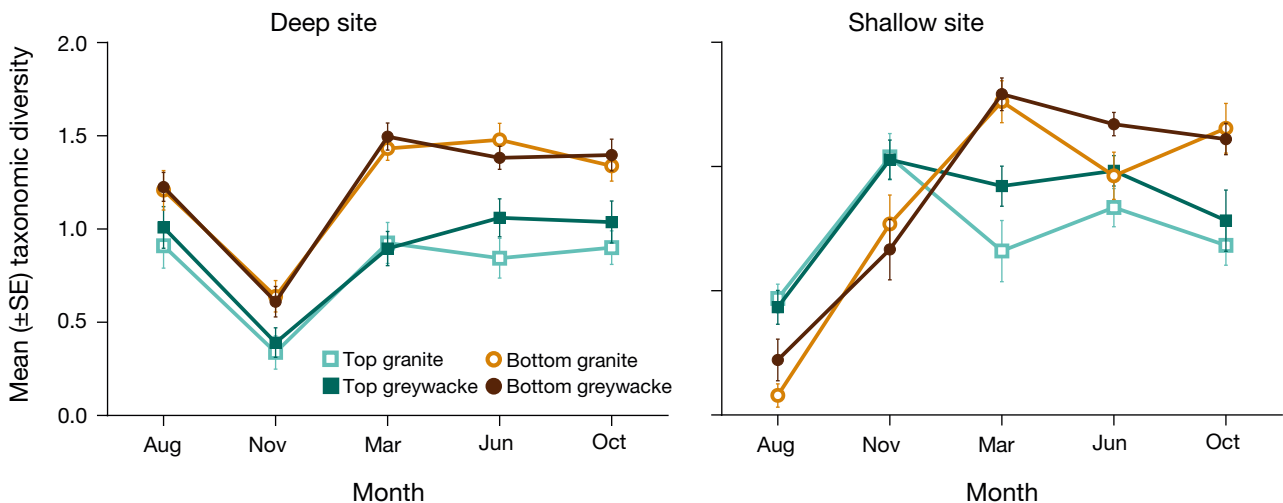 Deep site
Shallow site
Mean (±SE) taxonomic diversity
2.0
1.5
1.0
0.5
0.0
Top granite
Bottom granite
Top greywacke
Bottom greywacke
Aug Nov Mar Jun Oct
Aug Nov Mar Jun Oct
Month
Month